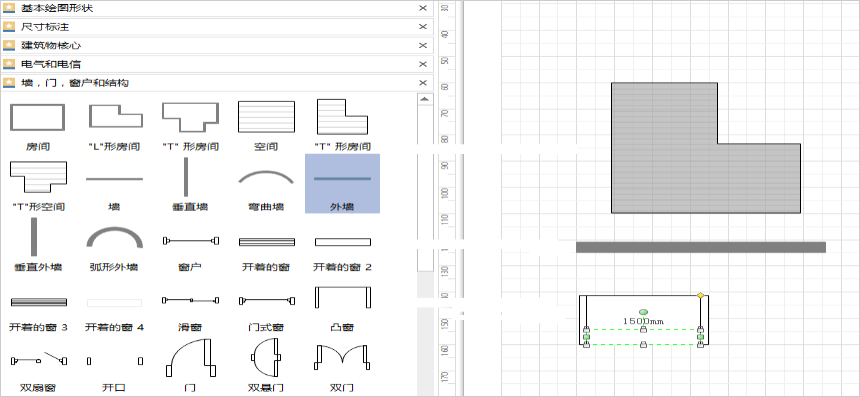 基本绘图形状
尺寸标注
建筑物核心
电气和电信
墙，门，窗户和结构
房间
"L"形房间
"T" 形房间
空间
"T" 形房间
"T"形空间
墙
垂直墙
弯曲墙
外墙
垂直外墙
弧形外墙
窗户
开着的窗
开着的窗 2
开着的窗 3
开着的窗 4
滑窗
门式窗
凸窗
双扇窗
开口
门
双悬门
双门
30
50
60
70
80
90
100
110
130
150
160
170
1500mm